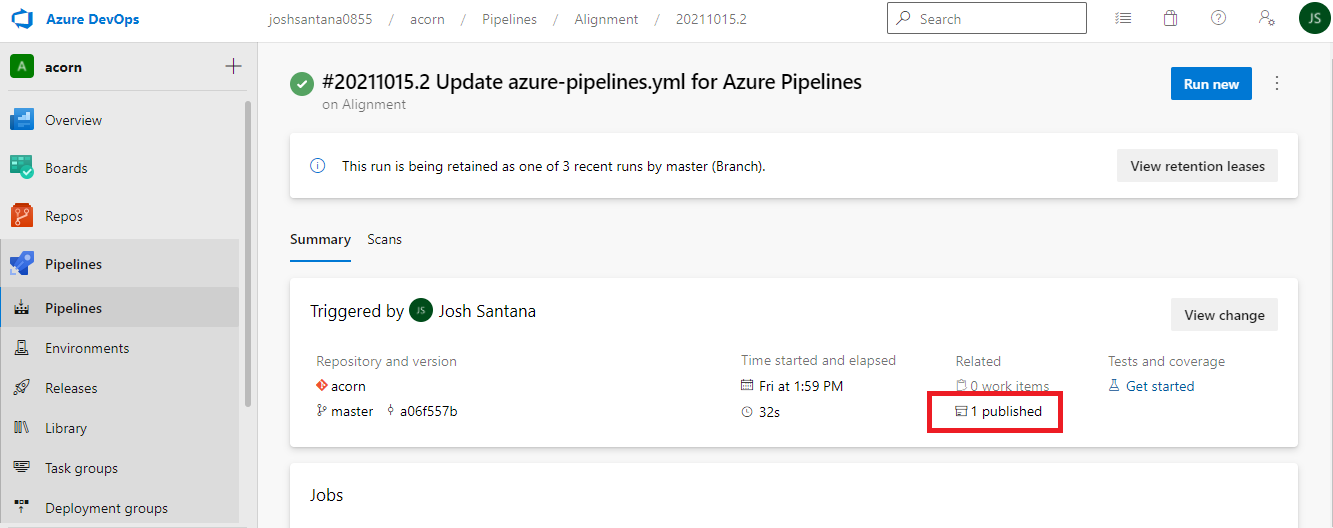 Azure DevOps
joshsantana0855 / acorn / Pipelines / Alignment / 20211015.2
Search
JS
A acorn
Overview
Boards
Repos
Pipelines
Pipelines
Environments
Releases
Library
Task groups
Deployment groups
#20211015.2 Update azure-pipelines.yml for Azure Pipelines
on Alignment
Run new
This run is being retained as one of 3 recent runs by master (Branch).
View retention leases
Summary Scans
Triggered by JS Josh Santana
View change
Repository and version
acorn
master a06f557b
Time started and elapsed
Fri at 1:59 PM
32s
Related
0 work items
1 published
Tests and coverage
Get started
Jobs